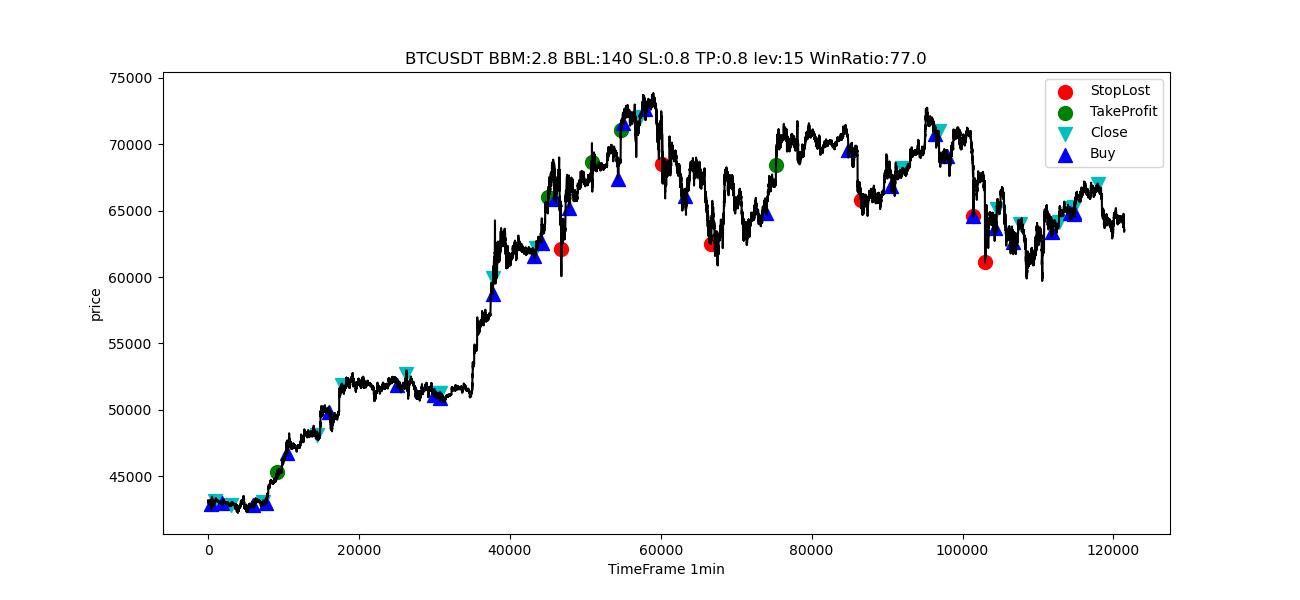 BTCUSDT BBM:2.8 BBL:140 SL:0.8 TP:0.8 lev:15 WinRatio:77.0
75000
70000
65000
60000
55000
50000
45000
price
StopLost
TakeProfit
Close
Buy
0 20000 40000 60000 80000 100000 120000
TimeFrame 1min